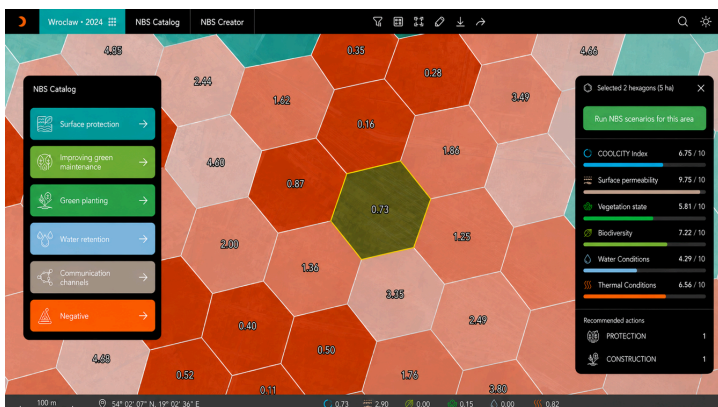 Wroclaw • 2024
NBS Catalog
NBS Creator
4.85
0.35
4.66
2.44
0.28
1.62
3.49
0.16
1.86
4.60
0.87
0.73
2.00
1.25
1.36
3.35
0.40
2.49
0.50
4.68
0.52
1.76
0.11
3.80
NBS Catalog
Surface protection
Improving green
maintenance
Green planting
Water retention
Communication
channels
Negative
Selected 2 hexagons (5 ha)
Run NBS scenarios for this area
COOLCITY Index 6.75 / 10
Surface permeability 9.75 / 10
Vegetation state 5.81 / 10
Biodiversity 7.22 / 10
Water Conditions 4.29 / 10
Thermal Conditions 6.56 / 10
Recommended actions
PROTECTION 1
CONSTRUCTION 1
100 m
54° 02' 07" N, 19° 02' 36" E
0.73 2.90 0.00 0.15 0.00 0.82